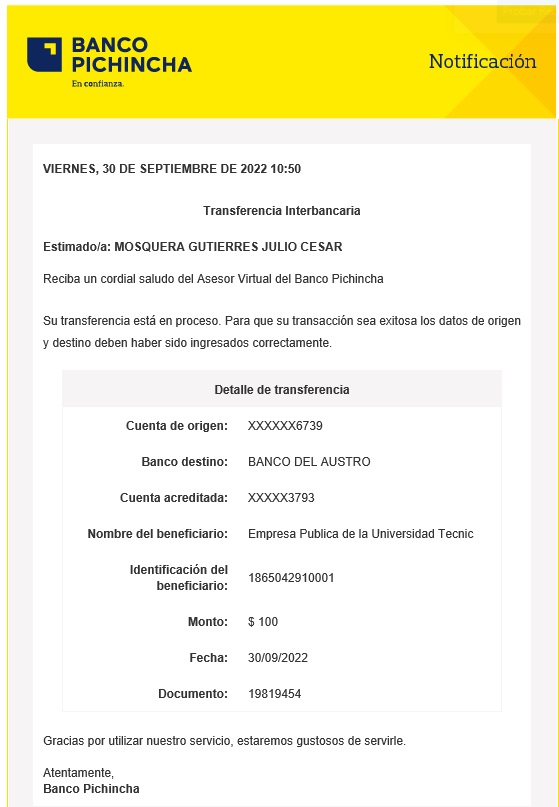 BANCO
PICHINCHA
En confianza.
Notificación
VIERNES, 30 DE SEPTIEMBRE DE 2022 10:50
Transferencia Interbancaria
Estimado/a: MOSQUERA GUTIERRES JULIO CESAR
Reciba un cordial saludo del Asesor Virtual del Banco Pichincha
Su transferencia está en proceso. Para que su transacción sea exitosa los datos de origen
y destino deben haber sido ingresados correctamente.
Detalle de transferencia
Cuenta de origen: XXXXXX6739
Banco destino: BANCO DEL AUSTRO
Cuenta acreditada: XXXXX3793
Nombre del beneficiario: Empresa Publica de la Universidad Tecnic
Identificación del
beneficiario: 1865042910001
Monto: $ 100
Fecha: 30/09/2022
Documento: 19819454
Gracias por utilizar nuestro servicio, estaremos gustosos de servirle.
Atentamente,
Banco Pichincha